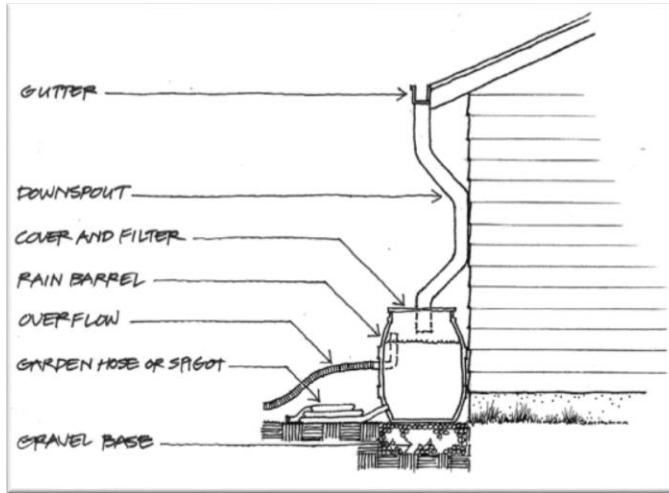 GUTTER
DOWNSPOUT
COVER AND FILTER
RAIN BARREL
OVERFLOW
GARDEN HOSE OR SPIGOT
GRAVEL BASE